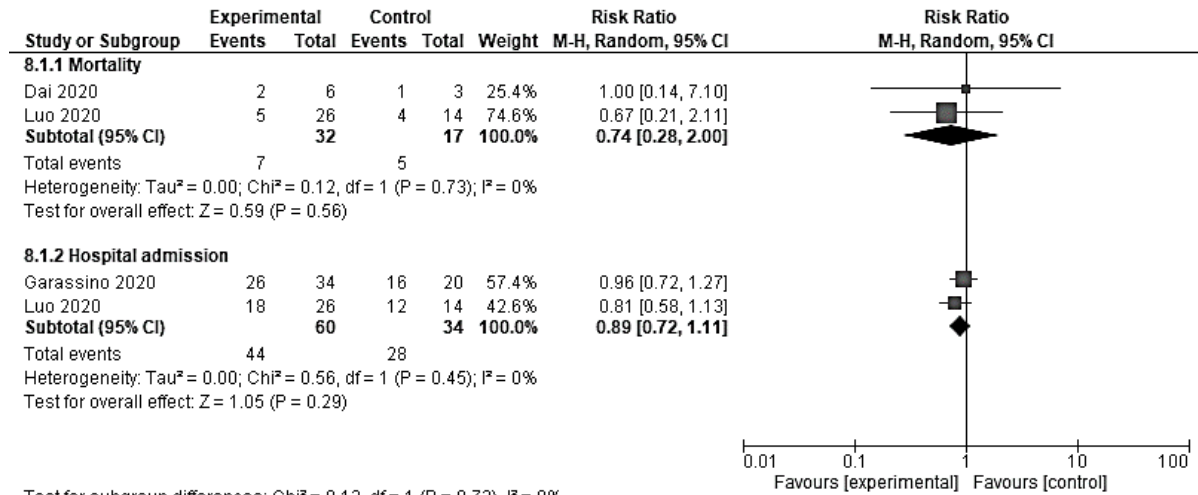 Experimental Control Risk Ratio Risk Ratio
Study or Subgroup Events Total Events Total Weight M-H, Random, 95% CI M-H, Random, 95% CI
8.1.1 Mortality
Dai 2020 2 6 1 3 25.4% 1.00 [0.14, 7.10]
Luo 2020 5 26 4 14 74.6% 0.67 [0.21, 2.11]
Subtotal (95% CI) 32 17 100.0% 0.74 [0.28, 2.00]
Total events 7 5
Heterogeneity: Tau² = 0.00; Chi² = 0.12, df = 1 (P = 0.73); I² = 0%
Test for overall effect: Z = 0.59 (P = 0.56)
8.1.2 Hospital admission
Garassino 2020 26 34 16 20 57.4% 0.96 [0.72, 1.27]
Luo 2020 18 26 12 14 42.6% 0.81 [0.58, 1.13]
Subtotal (95% CI) 60 34 100.0% 0.89 [0.72, 1.11]
Total events 44 28
Heterogeneity: Tau² = 0.00; Chi² = 0.56, df = 1 (P = 0.45); I² = 0%
Test for overall effect: Z = 1.05 (P = 0.29)
0.01 0.1 1 10 100
Favours [experimental] Favours [control]
Test for subgroup differences: Chi² = 0.12, df = 1 (P = 0.72), I² = 0%